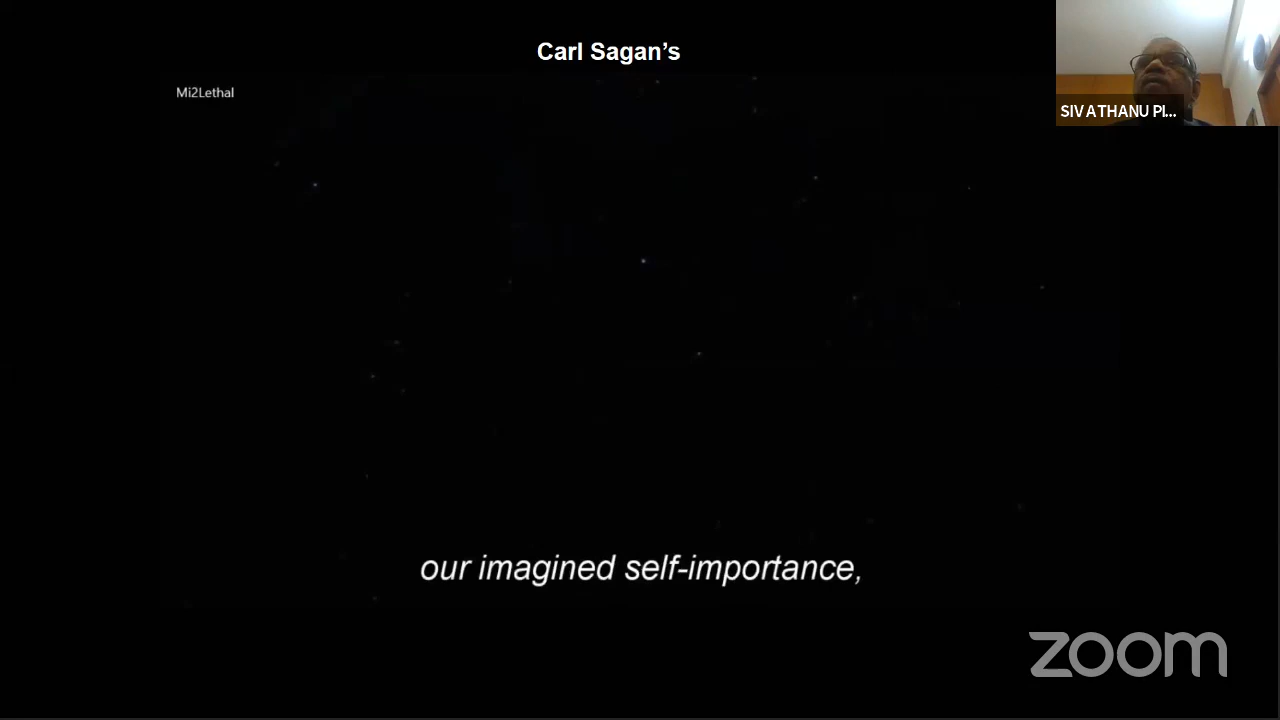 Carl Sagan's
Mi2Lethal
SIVATHANU PI...
our imagined self-importance,
zoom